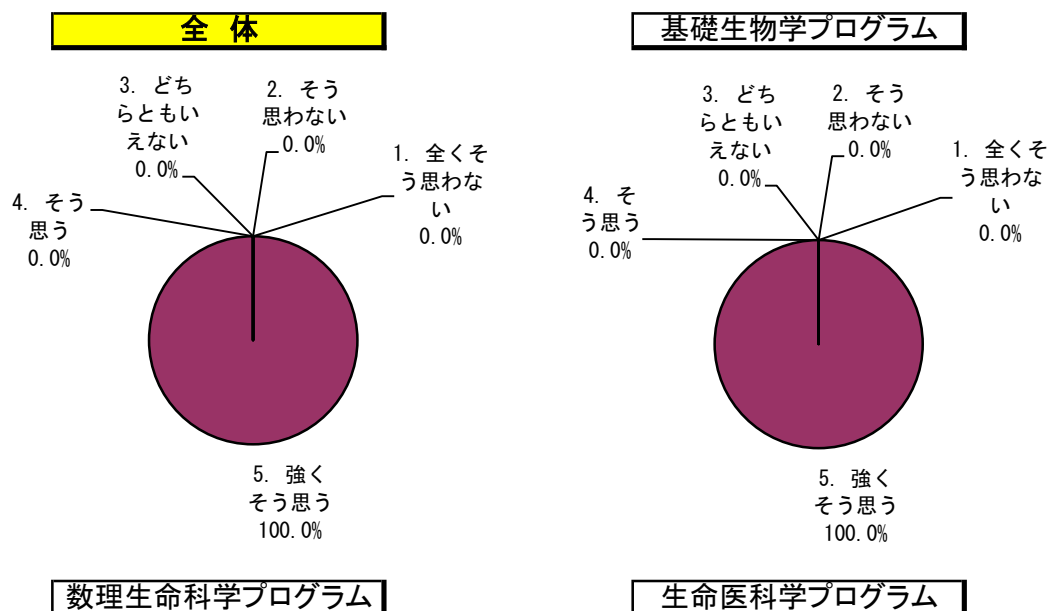 全 体
3. どち
らともい
えない
0.0%
2. そう
思わない
0.0%
1. 全くそ
う思わな
い
0.0%
4. そう
思う
0.0%
5. 強く
そう思う
100.0%
基礎生物学プログラム
3. どち
らともい
えない
0.0%
2. そう
思わない
0.0%
1. 全くそ
う思わな
い
0.0%
4. そ
う思う
0.0%
5. 強く
そう思う
100.0%
数理生命科学プログラム
生命医科学プログラム